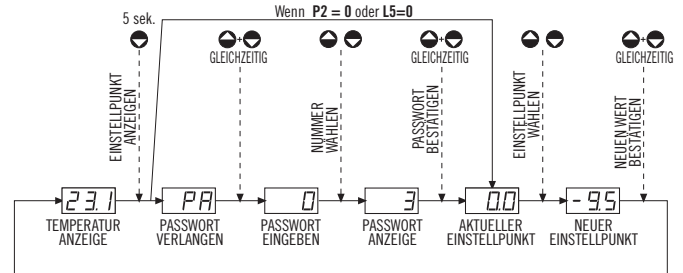 Wenn P2 = 0 oder L5=0
5 sek.
GLEICHZEITIG
GLEICHZEITIG
GLEICHZEITIG
EINSTELLPUNKT
ANZEIGEN
NUMMER
WÄHLEN
PASSWORT
BESTÄTIGEN
EINSTELLPUNKT
WÄHLEN
NEUEN WERT
BESTÄTIGEN
23.1
PA
0
3
0.0
-9.5
TEMPERATUR
ANZEIGE
PASSWORT
VERLANGEN
PASSWORT
EINGEBEN
PASSWORT
ANZEIGE
AKTUELLER
EINSTELLPUNKT
NEUER
EINSTELLPUNKT